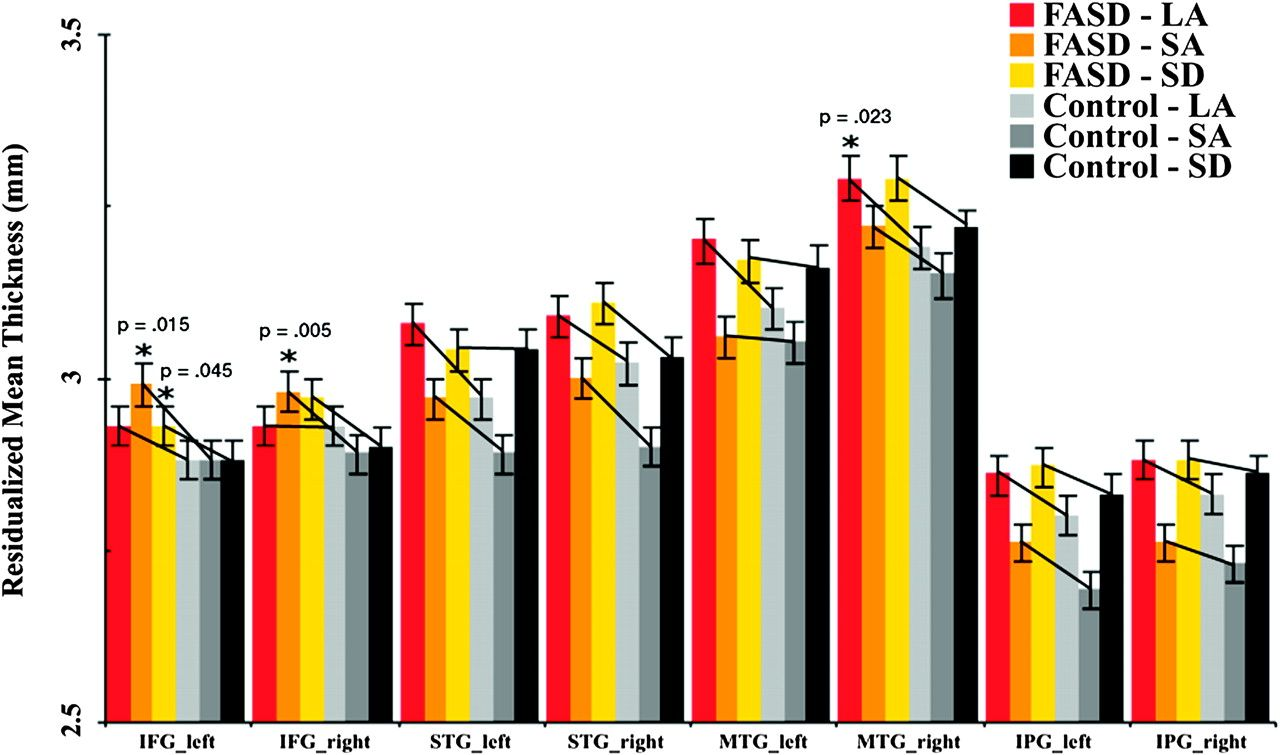 FASD - LA
FASD - SA
FASD - SD
Control - LA
Control - SA
Control - SD
Residualized Mean Thickness (mm)
3.5
3
2.5
p = .015
p = .045
p = .005
p = .023
*
*
*
*
IFG_left
IFG_right
STG_left
STG_right
MTG_left
MTG_right
IPG_left
IPG_right